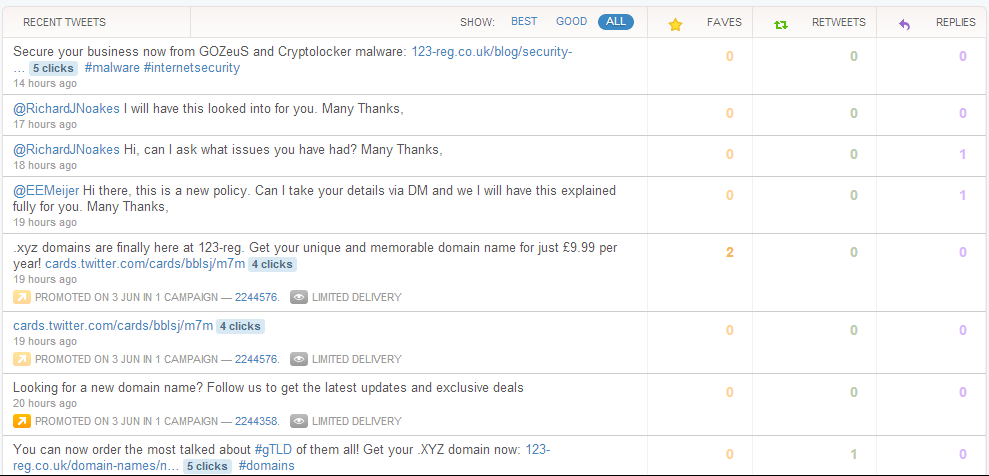 RECENT TWEETS SHOW: BEST GOOD ALL FAVES RETWEETS REPLIES
Secure your business now from GOZeuS and Cryptolocker malware: 123-reg.co.uk/blog/security- 0 0 0
… 5 clicks #malware #internetsecurity
14 hours ago
@RichardJNoakes I will have this looked into for you. Many Thanks, 0 0 0
17 hours ago
@RichardJNoakes Hi, can I ask what issues you have had? Many Thanks, 0 0 1
18 hours ago
@EEMeijer Hi there, this is a new policy. Can I take your details via DM and we I will have this explained 0 0 1
fully for you. Many Thanks,
19 hours ago
.xyz domains are finally here at 123-reg. Get your unique and memorable domain name for just £9.99 per 2 0 0
year! cards.twitter.com/cards/bblsj/m7m 4 clicks
19 hours ago
PROMOTED ON 3 JUN IN 1 CAMPAIGN — 2244576. LIMITED DELIVERY
cards.twitter.com/cards/bblsj/m7m 4 clicks 0 0 0
19 hours ago
PROMOTED ON 3 JUN IN 1 CAMPAIGN — 2244576. LIMITED DELIVERY
Looking for a new domain name? Follow us to get the latest updates and exclusive deals 0 0 0
20 hours ago
PROMOTED ON 3 JUN IN 1 CAMPAIGN — 2244358. LIMITED DELIVERY
You can now order the most talked about #gTLD of them all! Get your .XYZ domain now: 123- 0 1 0
reg.co.uk/domain-names/n… 5 clicks #domains